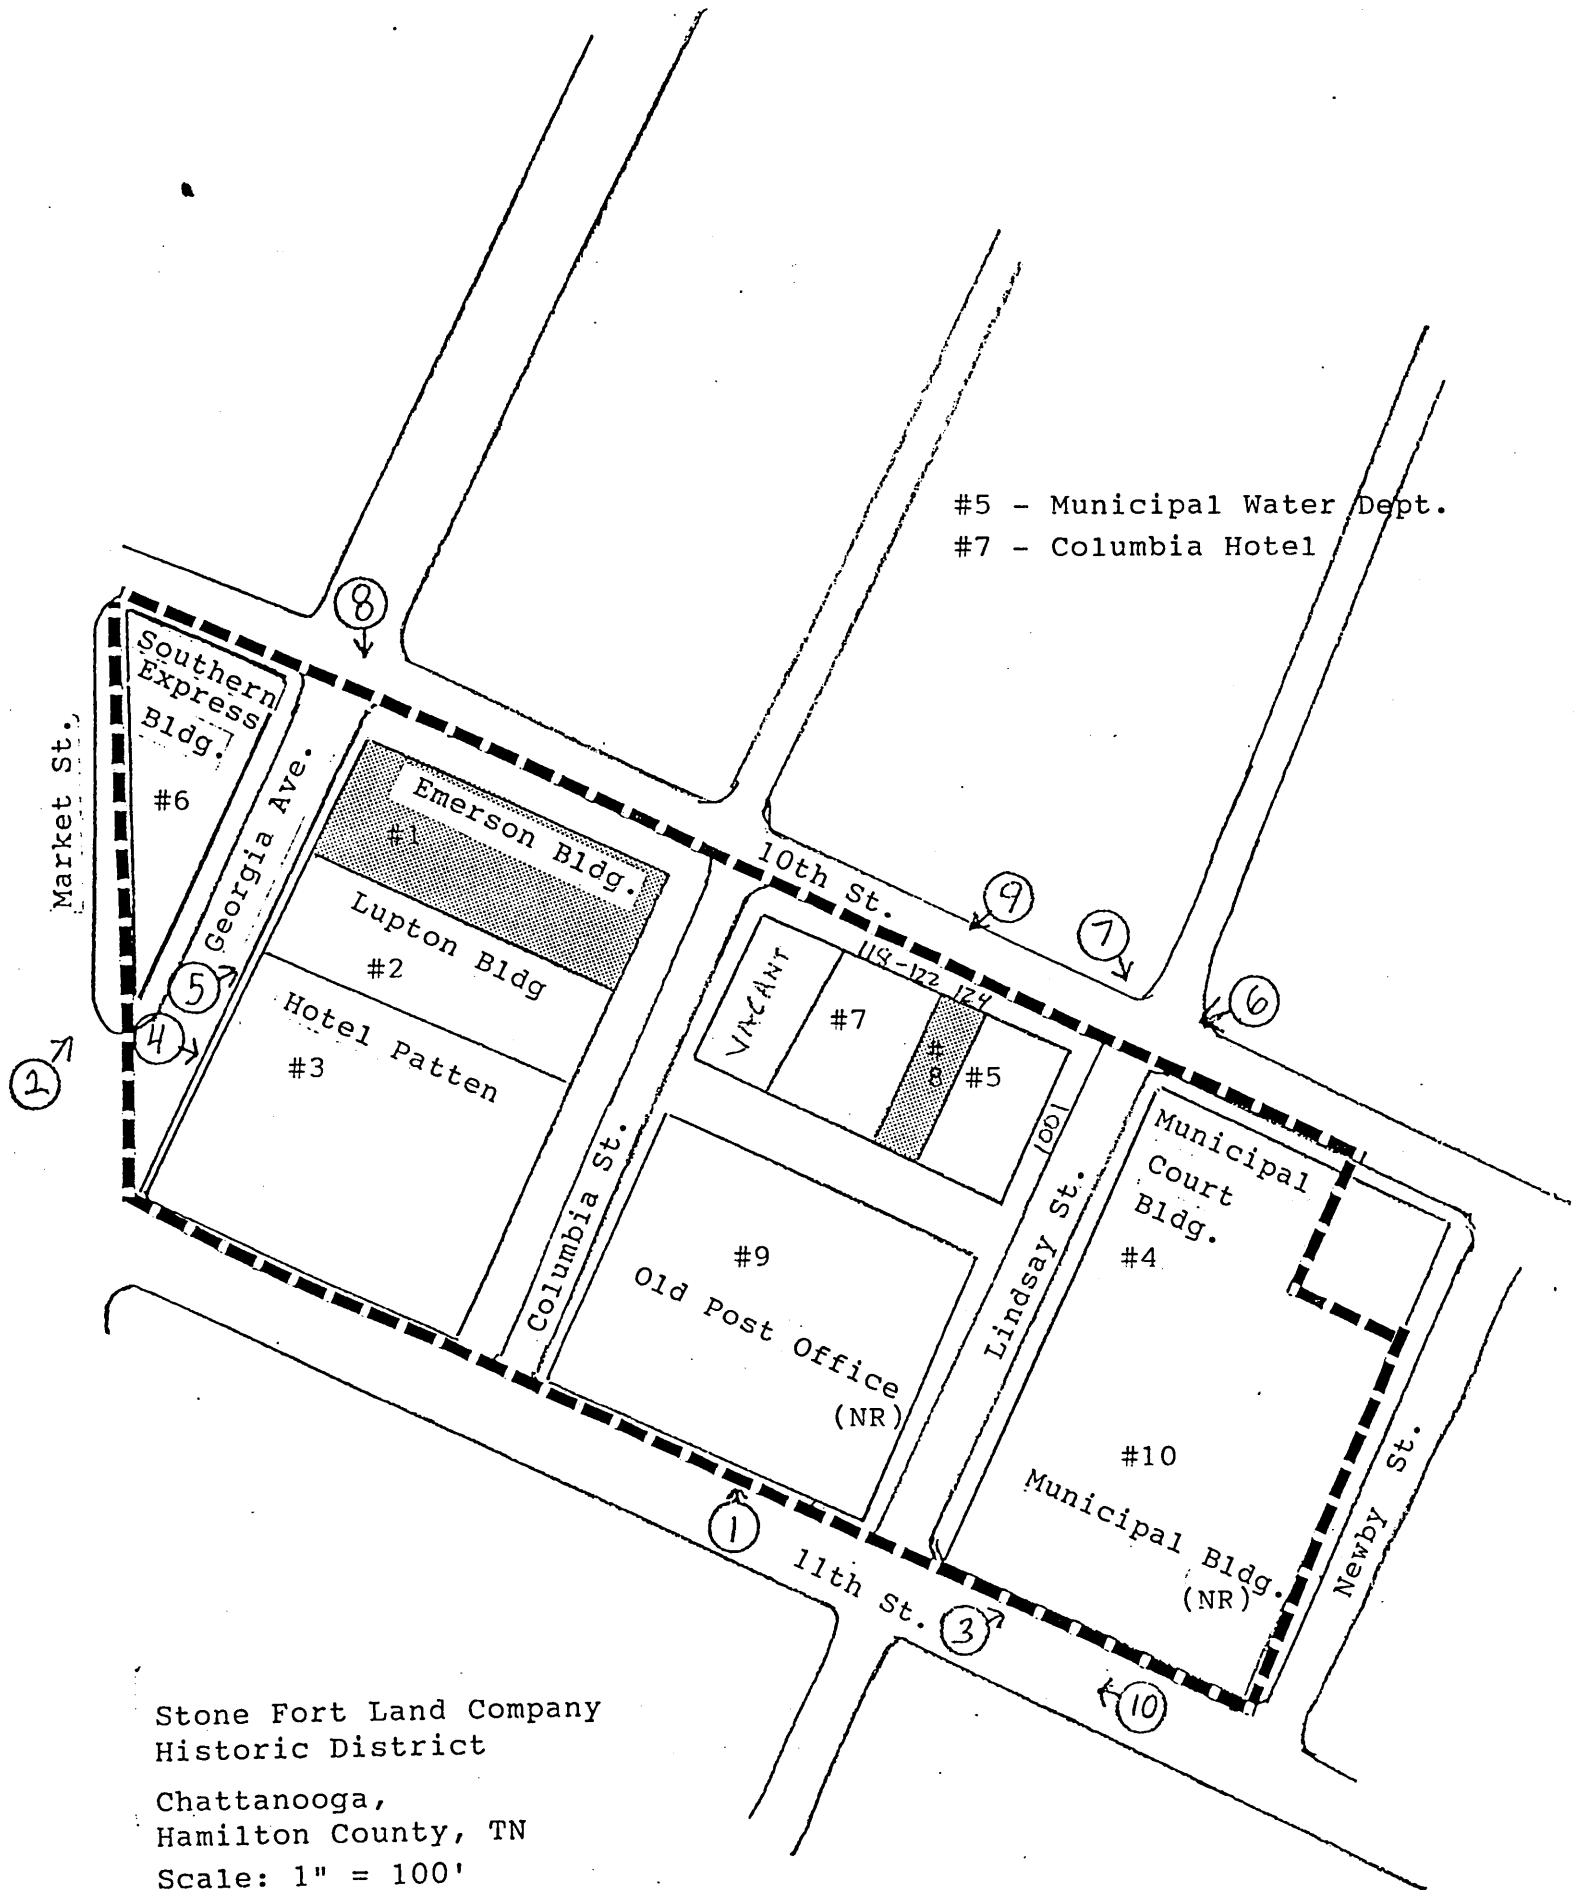 #5 - Municipal Water Dept.
#7 - Columbia Hotel
8
Southern
Express
Bldg.
#6
Market St.
Georgia Ave.
Emerson Bldg.
#1
Lupton Bldg
#2
Hotel Patten
#3
5
4
2
10th St.
9
7
6
VACANT
118-122
124
#7
#
8
#5
1001
Columbia St.
#9
Old Post Office
(NR)
Lindsay St.
Municipal
Court
Bldg.
#4
#10
Municipal Bldg.
(NR)
Newby St.
1
11th St.
3
10
Stone Fort Land Company
Historic District
Chattanooga,
Hamilton County, TN
Scale: 1" = 100'